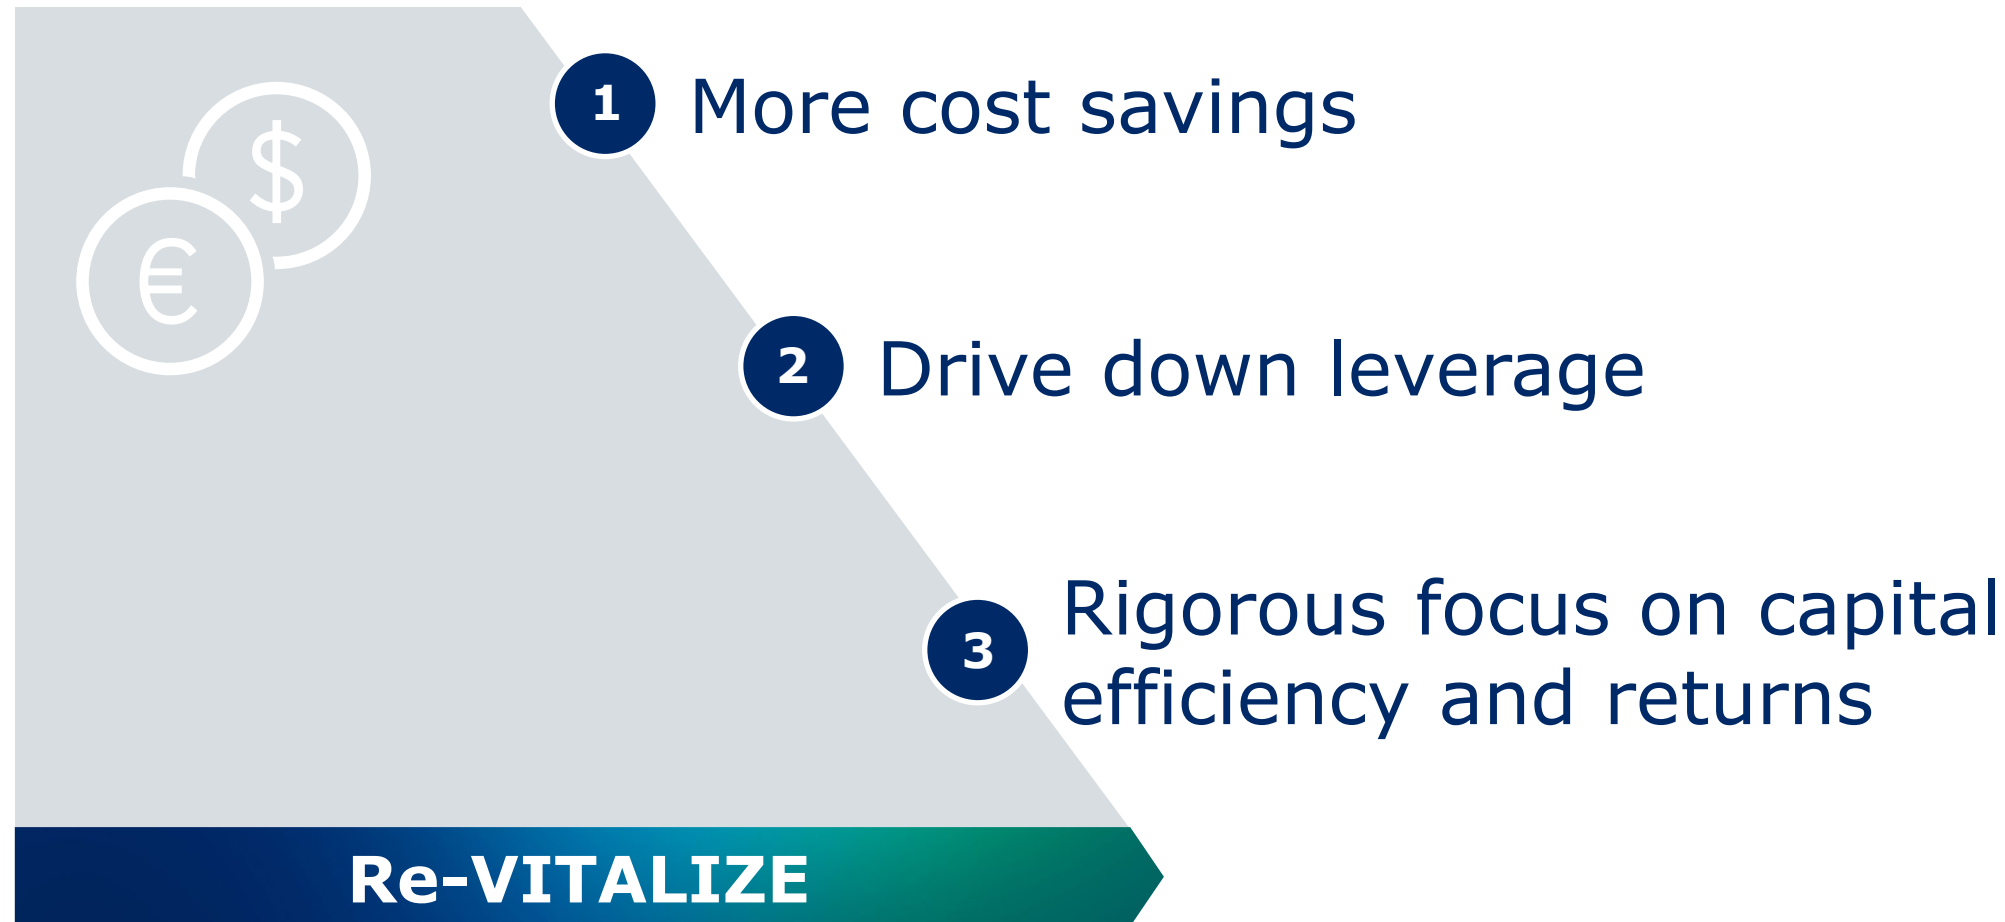 $
€
1 More cost savings
2 Drive down leverage
3 Rigorous focus on capital
efficiency and returns
Re-VITALIZE